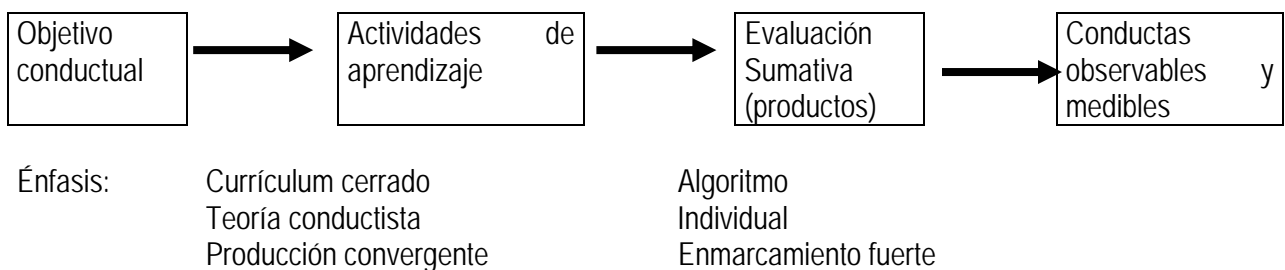 Objetivo
conductual
Actividades de
aprendizaje
Evaluación
Sumativa
(productos)
Conductas
observables y
medibles
Énfasis:
Currículum cerrado
Teoría conductista
Producción convergente
Algoritmo
Individual
Enmarcamiento fuerte